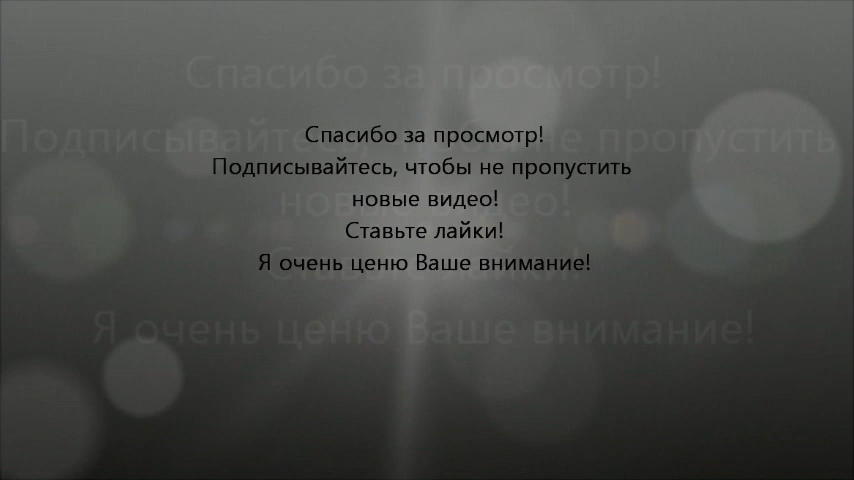 Спасибо за просмотр!
Подписывайтесь, чтобы не пропустить
новые видео!
Ставьте лайки!
Я очень ценю Ваше внимание!